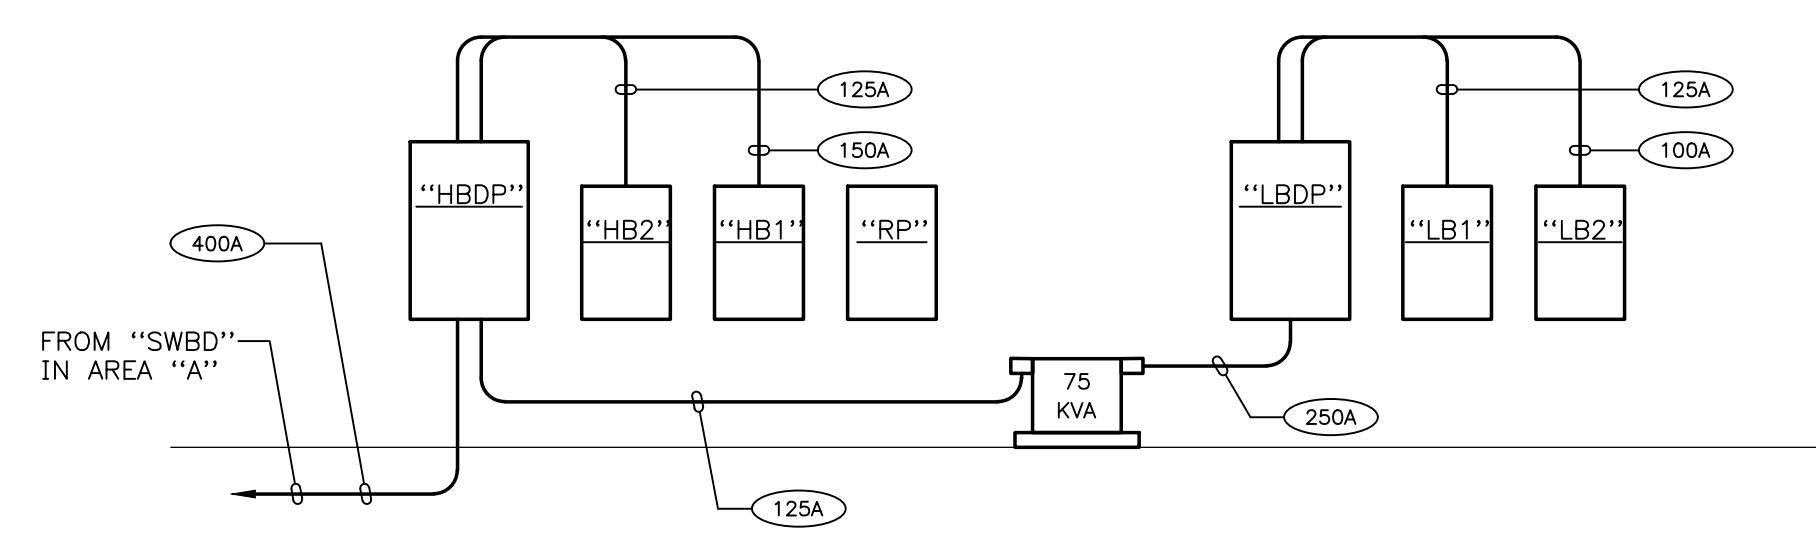 125A
125A
150A
100A
‘‘HBDP’’
‘‘LBDP’’
‘‘HB2’’
‘‘HB1’’
‘‘RP’’
‘‘LB1’’
‘‘LB2’’
400A
FROM ‘‘SWBD’’
IN AREA ‘‘A’’
75
KVA
250A
125A